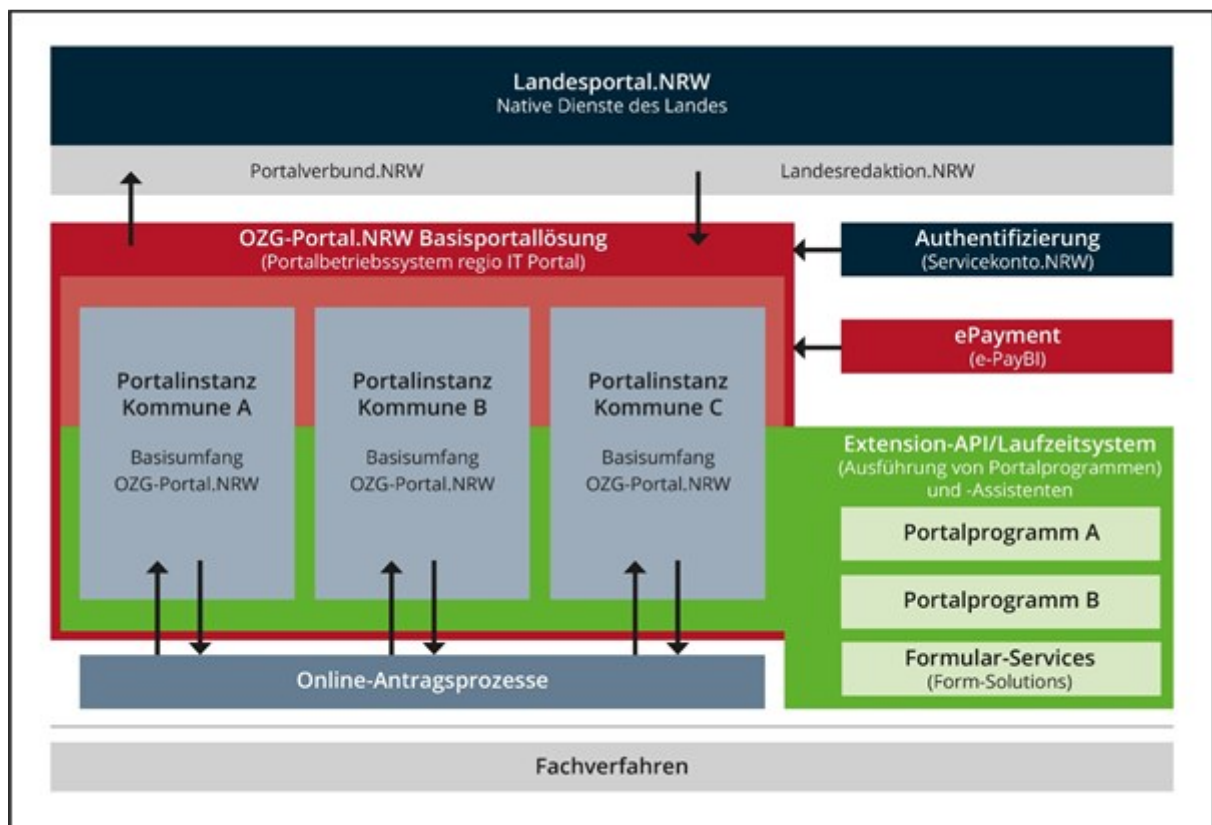 Landesportal.NRW
Native Dienste des Landes
Portalverbund.NRW
Landesredaktion.NRW
OZG-Portal.NRW Basisportallösung
(Portalbetriebssystem regio IT Portal)
Authentifizierung
(Servicekonto.NRW)
ePayment
(e-PayBl)
Portalinstanz
Kommune A
Basisumfang
OZG-Portal.NRW
Portalinstanz
Kommune B
Basisumfang
OZG-Portal.NRW
Portalinstanz
Kommune C
Basisumfang
OZG-Portal.NRW
Extension-API/Laufzeitsystem
(Ausführung von Portalprogrammen)
und -Assistenten
Portalprogramm A
Portalprogramm B
Formular-Services
(Form-Solutions)
Online-Antragsprozesse
Fachverfahren